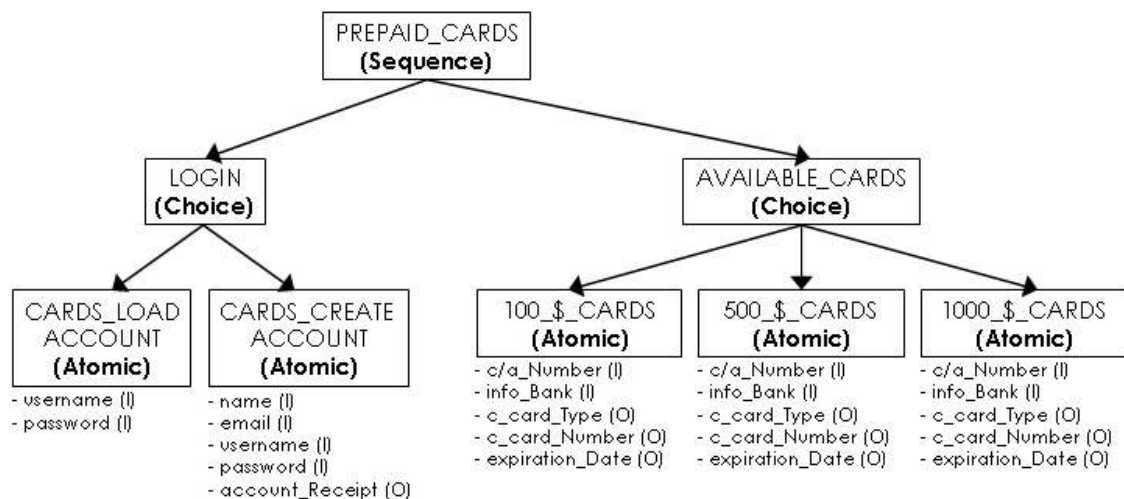 PREPAID_CARDS
(Sequence)
LOGIN
(Choice)
AVAILABLE_CARDS
(Choice)
CARDS_LOAD
ACCOUNT
(Atomic)
- username (I)
- password (I)
CARDS_CREATE
ACCOUNT
(Atomic)
- name (I)
- email (I)
- username (I)
- password (I)
- account_Receipt (O)
100_$_CARDS
(Atomic)
- c/a_Number (I)
- info_Bank (I)
- c_card_Type (O)
- c_card_Number (O)
- expiration_Date (O)
500_$_CARDS
(Atomic)
- c/a_Number (I)
- info_Bank (I)
- c_card_Type (O)
- c_card_Number (O)
- expiration_Date (O)
1000_$_CARDS
(Atomic)
- c/a_Number (I)
- info_Bank (I)
- c_card_Type (O)
- c_card_Number (O)
- expiration_Date (O)